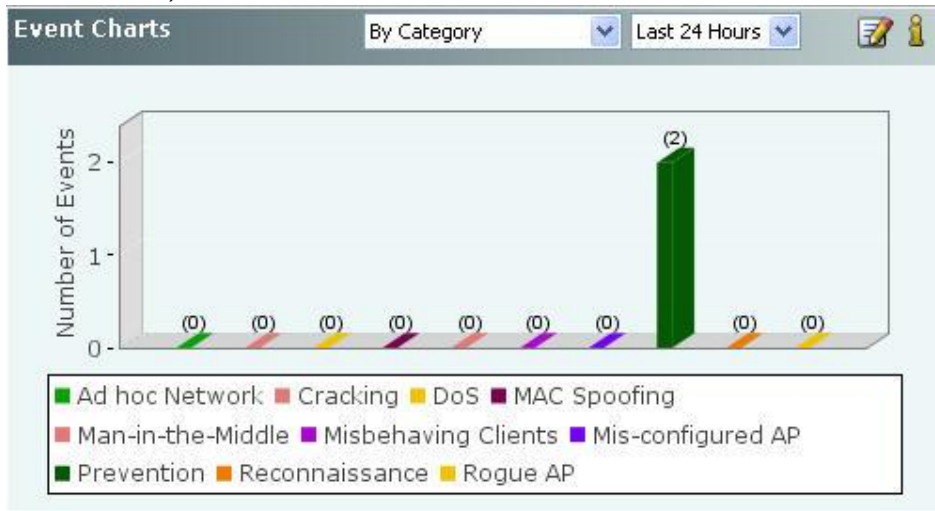 Event Charts By Category Last 24 Hours
Number of Events
2
1
0
(0) (0) (0) (0) (0) (0) (0) (2) (0) (0)
Ad hoc Network Cracking DoS MAC Spoofing
Man-in-the-Middle Misbehaving Clients Mis-configured AP
Prevention Reconnaissance Rogue AP